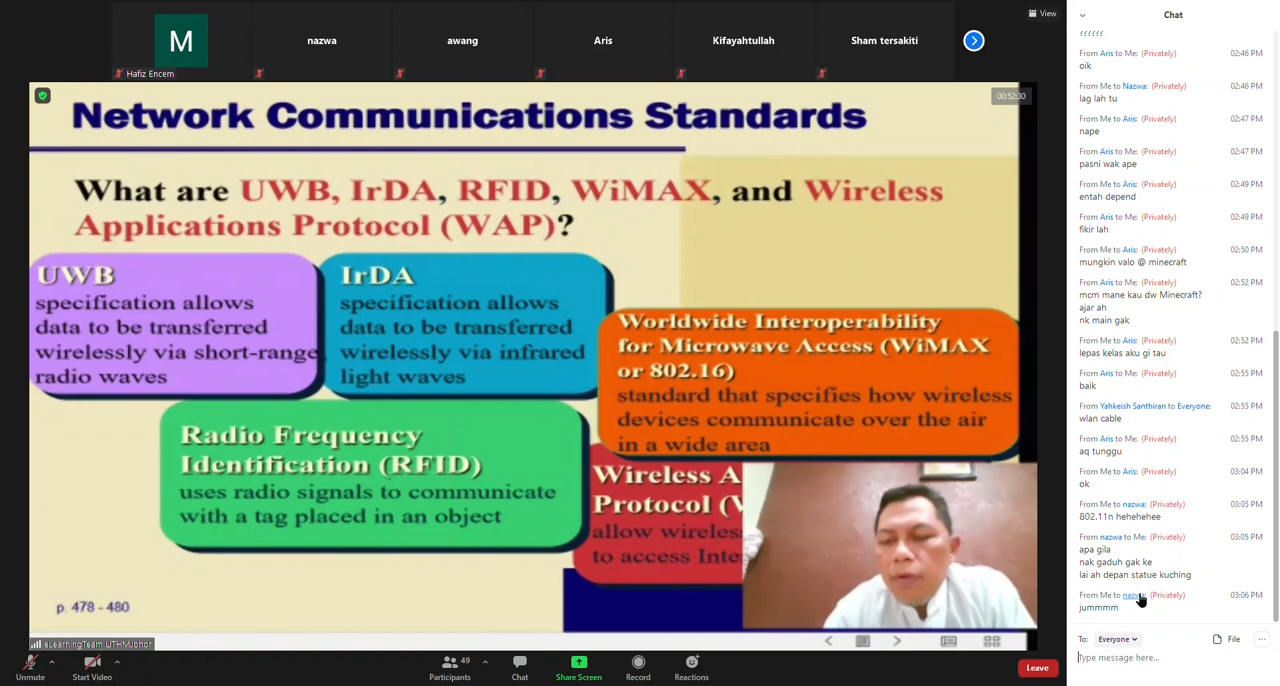 View
M
Hafiz Encem
nazwa
awang
Aris
Kifayahtullah
Sham tersakiti
00:52:30
Network Communications Standards
What are UWB, IrDA, RFID, WiMAX, and Wireless
Applications Protocol (WAP)?
UWB
specification allows
data to be transferred
wirelessly via short-range
radio waves
IrDA
specification allows
data to be transferred
wirelessly via infrared
light waves
Worldwide Interoperability
for Microwave Access (WiMAX
or 802.16)
standard that specifies how wireless
devices communicate over the air
in a wide area
Radio Frequency
Identification (RFID)
uses radio signals to communicate
with a tag placed in an object
Wireless A
Protocol (
allow wireles
to access Inte
p. 478 - 480
eLearningTeam UTHMJohor
Unmute
Start Video
49
Participants
Chat
Share Screen
Record
Reactions
Leave
Chat
From Aris to Me: (Privately) 02:46 PM
oik
From Me to Nazwa: (Privately) 02:46 PM
lag lah tu
From Me to Aris: (Privately) 02:47 PM
nape
From Aris to Me: (Privately) 02:47 PM
pasni wak ape
From Me to Aris: (Privately) 02:49 PM
entah depend
From Aris to Me: (Privately) 02:49 PM
fikir lah
From Me to Aris: (Privately) 02:50 PM
mungkin valo @ minecraft
From Aris to Me: (Privately) 02:52 PM
mcm mane kau dw Minecraft?
ajar ah
nk main gak
From Me to Aris: (Privately) 02:52 PM
lepas kelas aku gi tau
From Aris to Me: (Privately) 02:55 PM
baik
From Yahkeish Santhiran to Everyone: 02:55 PM
wlan cable
From Aris to Me: (Privately) 02:55 PM
aq tunggu
From Me to Aris: (Privately) 03:04 PM
ok
From Me to nazwa: (Privately) 03:05 PM
802.11n hehehehee
From nazwa to Me: (Privately) 03:05 PM
apa gila
nak gaduh gak ke
lai ah depan statue kuching
From Me to nazwa: (Privately) 03:06 PM
jummmm
To: Everyone
File
Type message here...